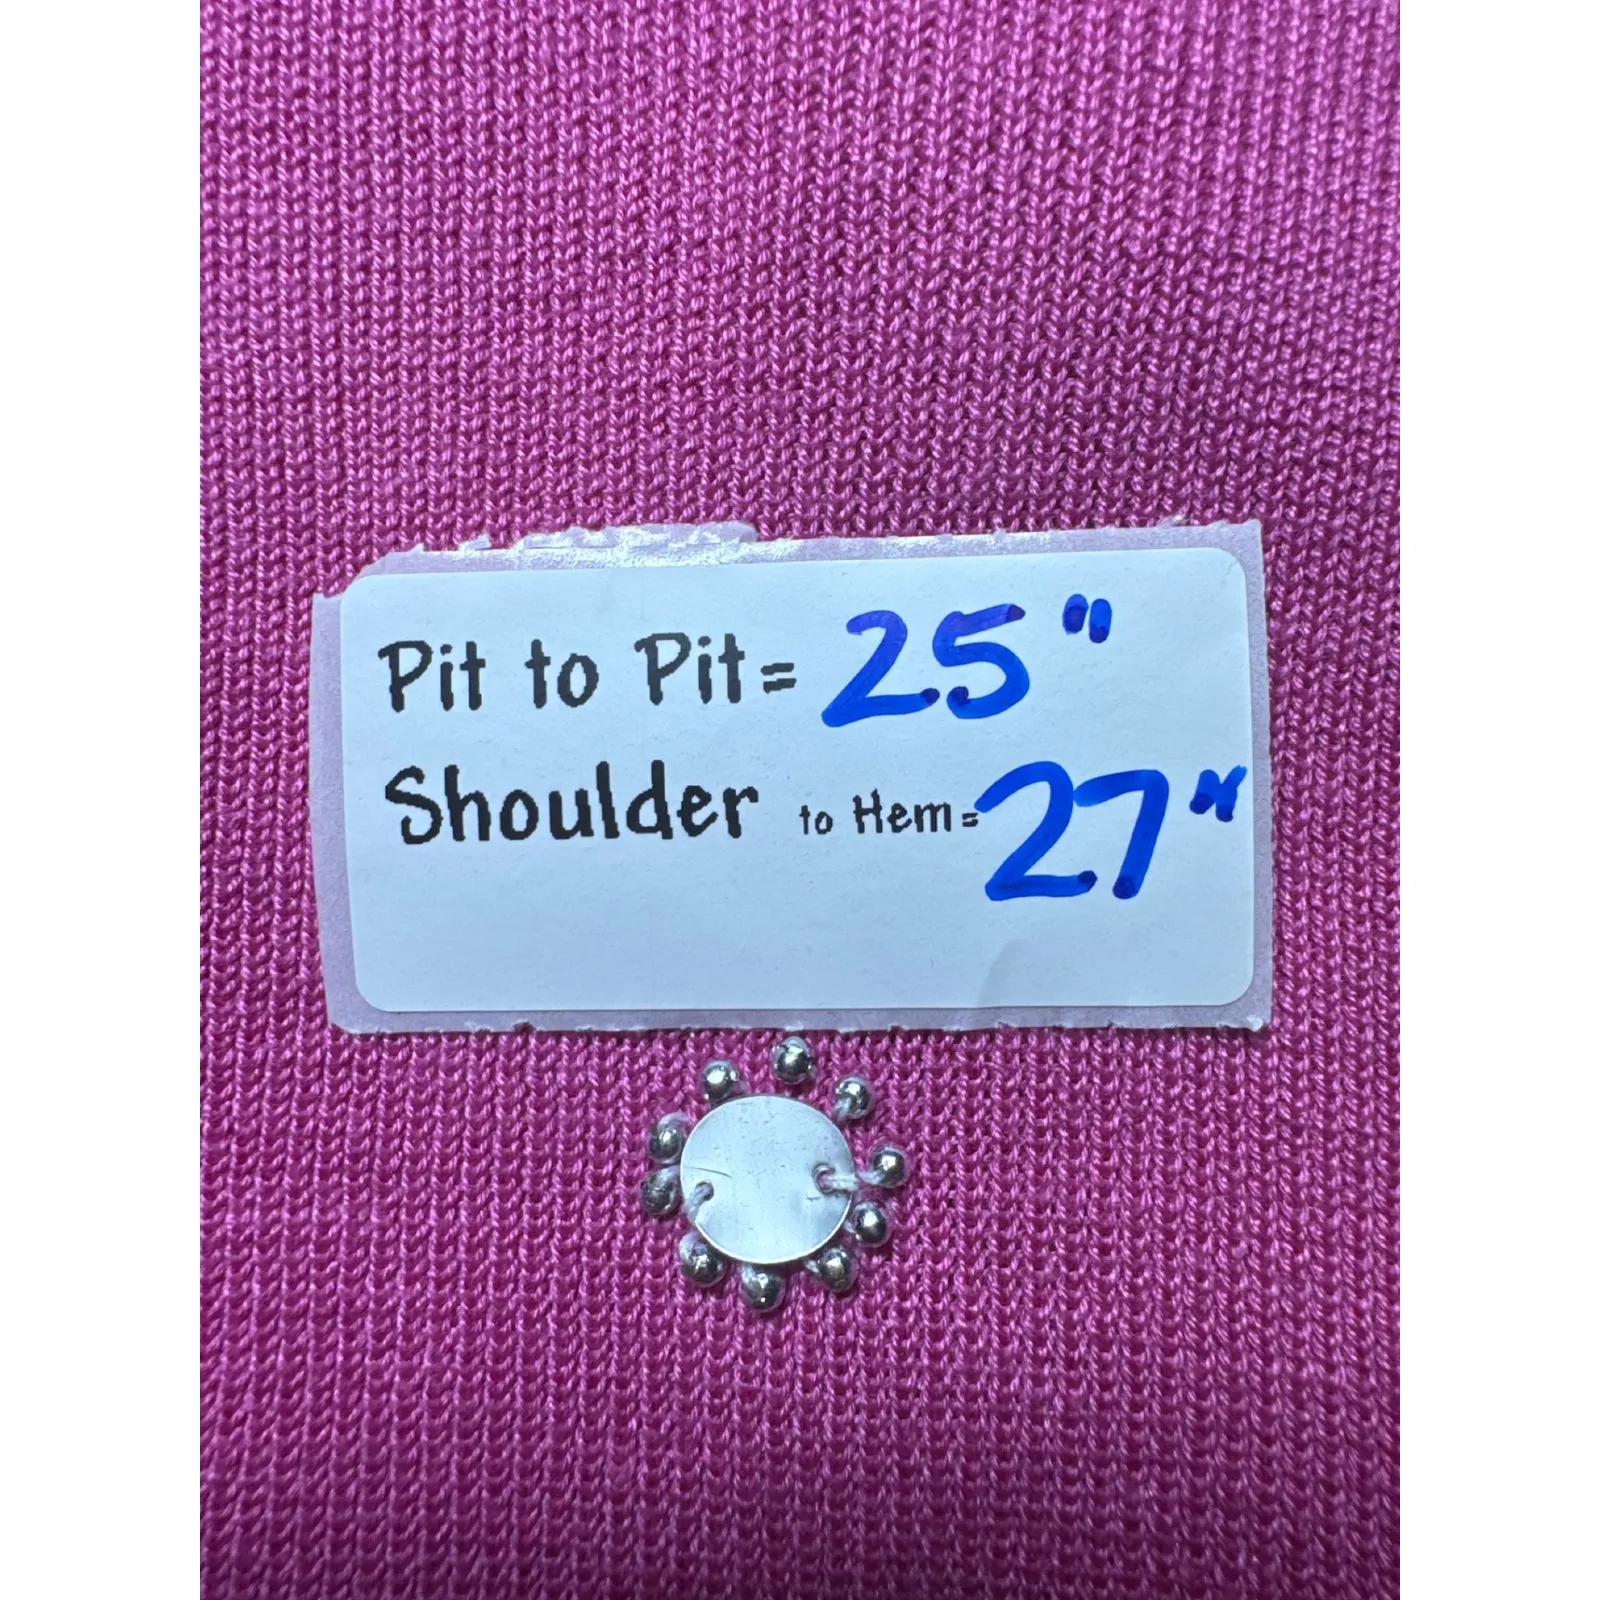 Pit to Pit= 25"
Shoulder to Hem= 27"